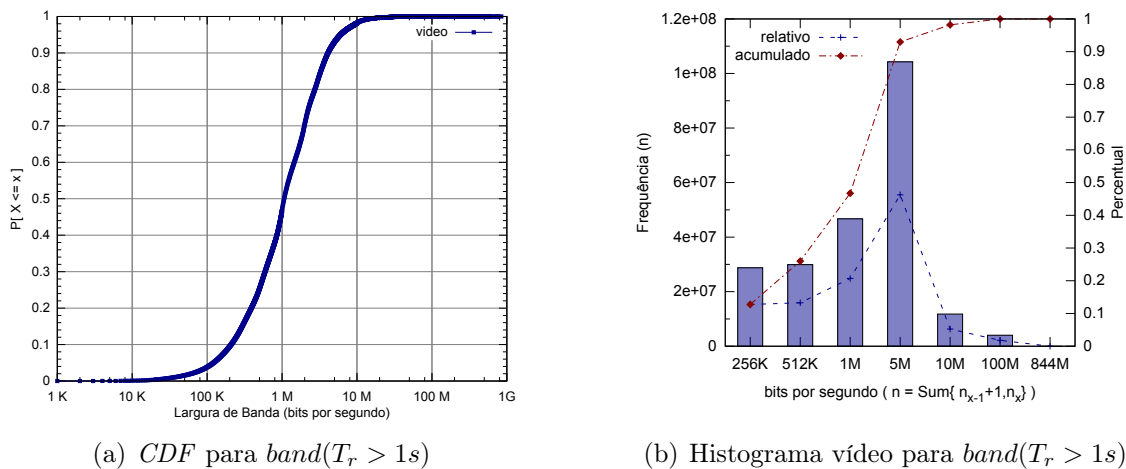 1
0.9
0.8
0.7
0.6
0.5
0.4
0.3
0.2
0.1
0
P[ X <= x ]
video
1 K
10 K
100 K
1 M
10 M
100 M
1G
Largura de Banda (bits por segundo)
(a) CDF para band(T_r > 1s)
1.2e+08
1e+08
8e+07
6e+07
4e+07
2e+07
0
Frequência (n)
relativo
acumulado
1
0.9
0.8
0.7
0.6
0.5
0.4
0.3
0.2
0.1
0
Percentual
256K
512K
1M
5M
10M
100M
844M
bits por segundo ( n = Sum{ n_{x-1}+1,n_x} )
(b) Histograma vídeo para band(T_r > 1s)